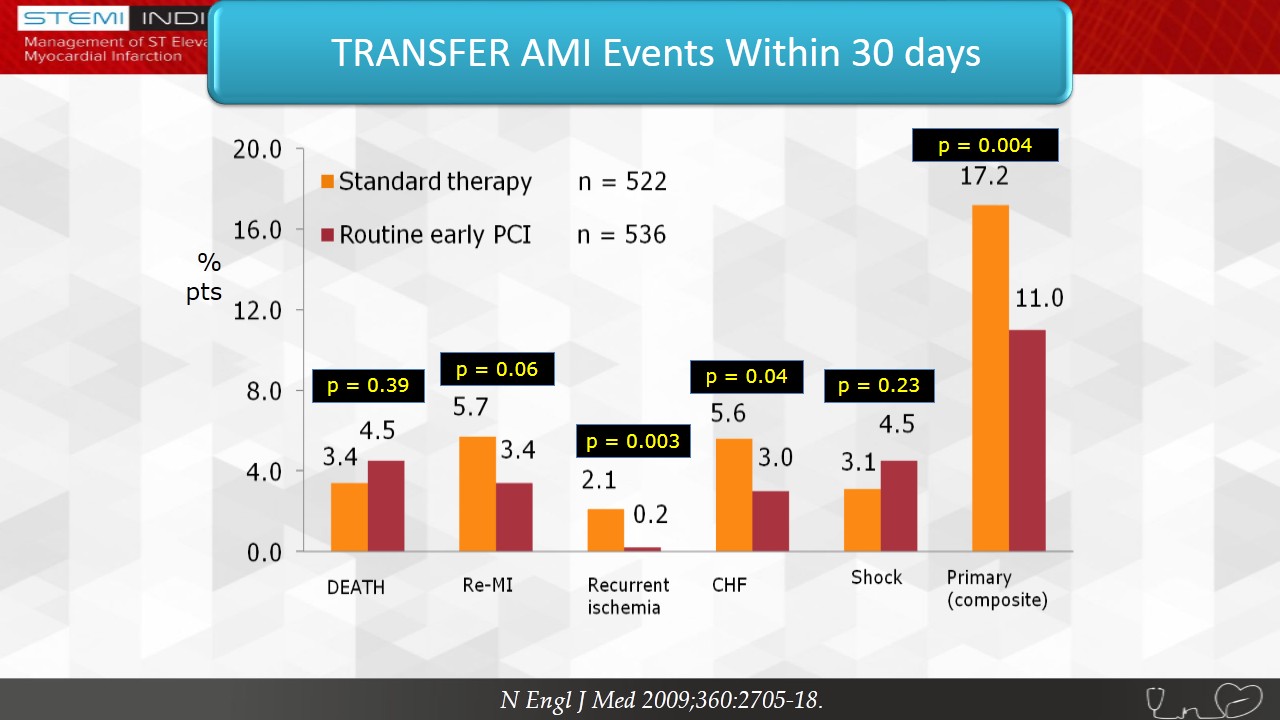 STEMI INDI
Management of ST Eleva
Myocardial Infarction
TRANSFER AMI Events Within 30 days
% 
pts
20.0
16.0
12.0
8.0
4.0
0.0
Standard therapy n = 522
Routine early PCI n = 536
p = 0.39
3.4
4.5
p = 0.06
5.7
3.4
p = 0.003
2.1
0.2
p = 0.04
5.6
3.0
p = 0.23
3.1
4.5
p = 0.004
17.2
11.0
DEATH
Re-MI
Recurrent
ischemia
CHF
Shock
Primary
(composite)
N Engl J Med 2009;360:2705-18.